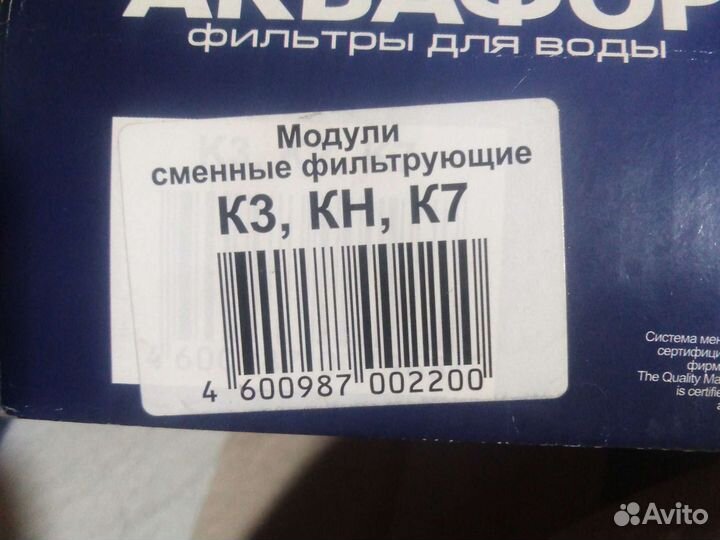 АКВАФОР
фильтры для воды
Модули
сменные фильтрующие
К3, КН, К7
4 600987 002200
Система мен
сертифици
фирм
The Quality Ma
is certifie
Avito